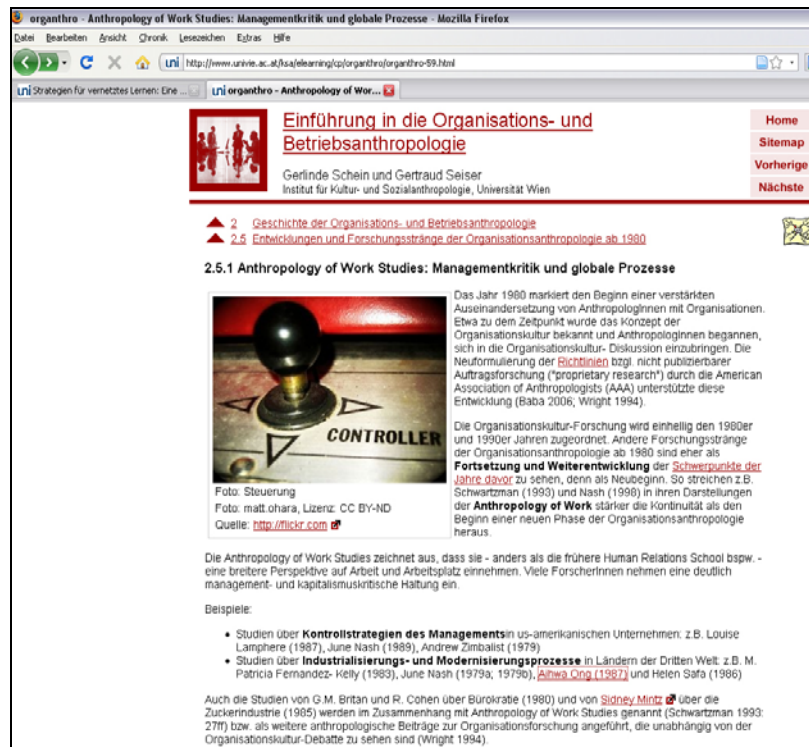 organthro - Anthropology of Work Studies: Managementkritik und globale Prozesse - Mozilla Firefox
Datei Bearbeiten Ansicht Chronik Lesezeichen Extras Hilfe
uni http://www.univie.ac.at/ksa/elearning/cp/organthro/organthro-59.html
uni Strategien für vernetztes Lernen: Eine ... uni organthro - Anthropology of Wor...
Einführung in die Organisations- und
Betriebsanthropologie
Gerlinde Schein und Gertraud Seiser
Institut für Kultur- und Sozialanthropologie, Universität Wien
Home
Sitemap
Vorherige
Nächste
2 Geschichte der Organisations- und Betriebsanthropologie
2.5 Entwicklungen und Forschungsstränge der Organisationsanthropologie ab 1980
2.5.1 Anthropology of Work Studies: Managementkritik und globale Prozesse
CONTROLLER
Foto: Steuerung
Foto: matt.ohara, Lizenz: CC BY-ND
Quelle: http://flickr.com
Das Jahr 1980 markiert den Beginn einer verstärkten
Auseinandersetzung von AnthropologInnen mit Organisationen.
Etwa zu dem Zeitpunkt wurde das Konzept der
Organisationskultur bekannt und AnthropologInnen begannen,
sich in die Organisationskultur- Diskussion einzubringen. Die
Neuformulierung der Richtlinien bzgl. nicht publizierbarer
Auftragsforschung ("proprietary research") durch die American
Association of Anthropologists (AAA) unterstützte diese
Entwicklung (Baba 2006; Wright 1994).
Die Organisationskultur-Forschung wird einhellig den 1980er
und 1990er Jahren zugeordnet. Andere Forschungsstränge
der Organisationsanthropologie ab 1980 sind eher als
Fortsetzung und Weiterentwicklung der Schwerpunkte der
Jahre davor zu sehen, denn als Neubeginn. So streichen z.B.
Schwartzman (1993) und Nash (1998) in ihren Darstellungen
der Anthropology of Work stärker die Kontinuität als den
Beginn einer neuen Phase der Organisationsanthropologie
heraus.
Die Anthropology of Work Studies zeichnet aus, dass sie - anders als die frühere Human Relations School bspw. -
eine breitere Perspektive auf Arbeit und Arbeitsplatz einnehmen. Viele ForscherInnen nehmen eine deutlich
management- und kapitalismuskritische Haltung ein.
Beispiele:
• Studien über Kontrollstrategien des Managementsin us-amerikanischen Unternehmen: z.B. Louise
Lamphere (1987), June Nash (1989), Andrew Zimbalist (1979)
• Studien über Industrialisierungs- und Modernisierungsprozesse in Ländern der Dritten Welt: z.B. M.
Patricia Fernandez- Kelly (1983), June Nash (1979a; 1979b), Aihwa Ong (1987) und Helen Safa (1986)
Auch die Studien von G.M. Britan und R. Cohen über Bürokratie (1980) und von Sidney Mintz über die
Zuckerindustrie (1985) werden im Zusammenhang mit Anthropology of Work Studies genannt (Schwartzman 1993:
27ff) bzw. als weitere anthropologische Beiträge zur Organisationsforschung angeführt, die unabhängig von der
Organisationskultur-Debatte zu sehen sind (Wright 1994).